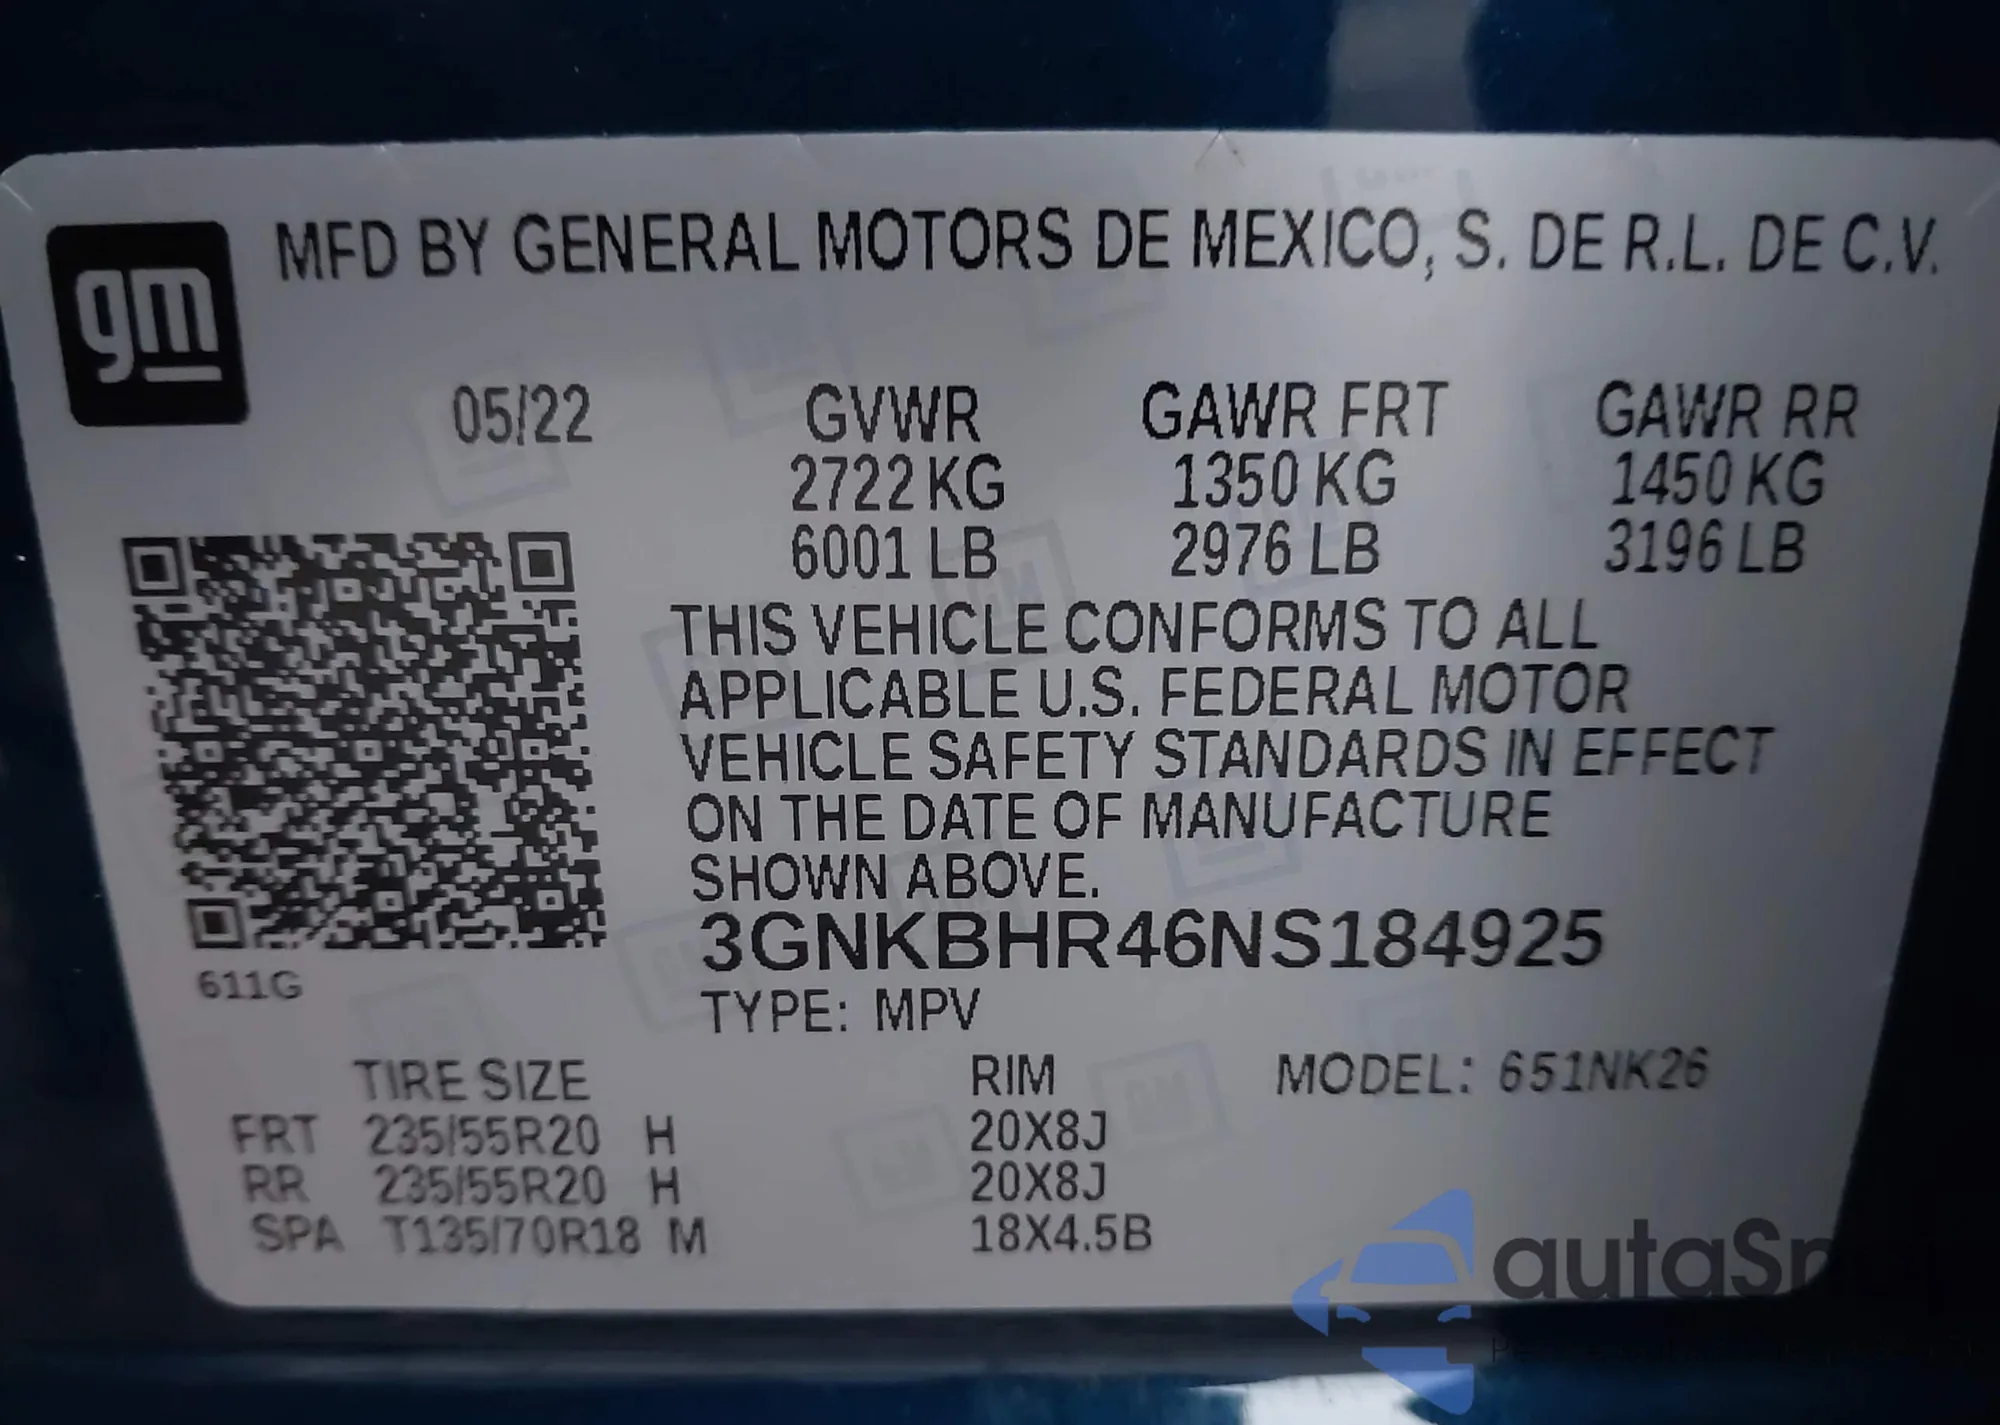 gm
MFD BY GENERAL MOTORS DE MEXICO, S. DE R.L. DE C.V.
05/22 GVWR GAWR FRT GAWR RR
2722 KG 1350 KG 1450 KG
6001 LB 2976 LB 3196 LB
THIS VEHICLE CONFORMS TO ALL
APPLICABLE U.S. FEDERAL MOTOR
VEHICLE SAFETY STANDARDS IN EFFECT
ON THE DATE OF MANUFACTURE
SHOWN ABOVE.
3GNKBHR46NS184925
611G
TYPE: MPV
TIRE SIZE RIM MODEL: 651NK26
FRT 235/55R20 H 20X8J
RR 235/55R20 H 20X8J
SPA T135/70R18 M 18X4.5B